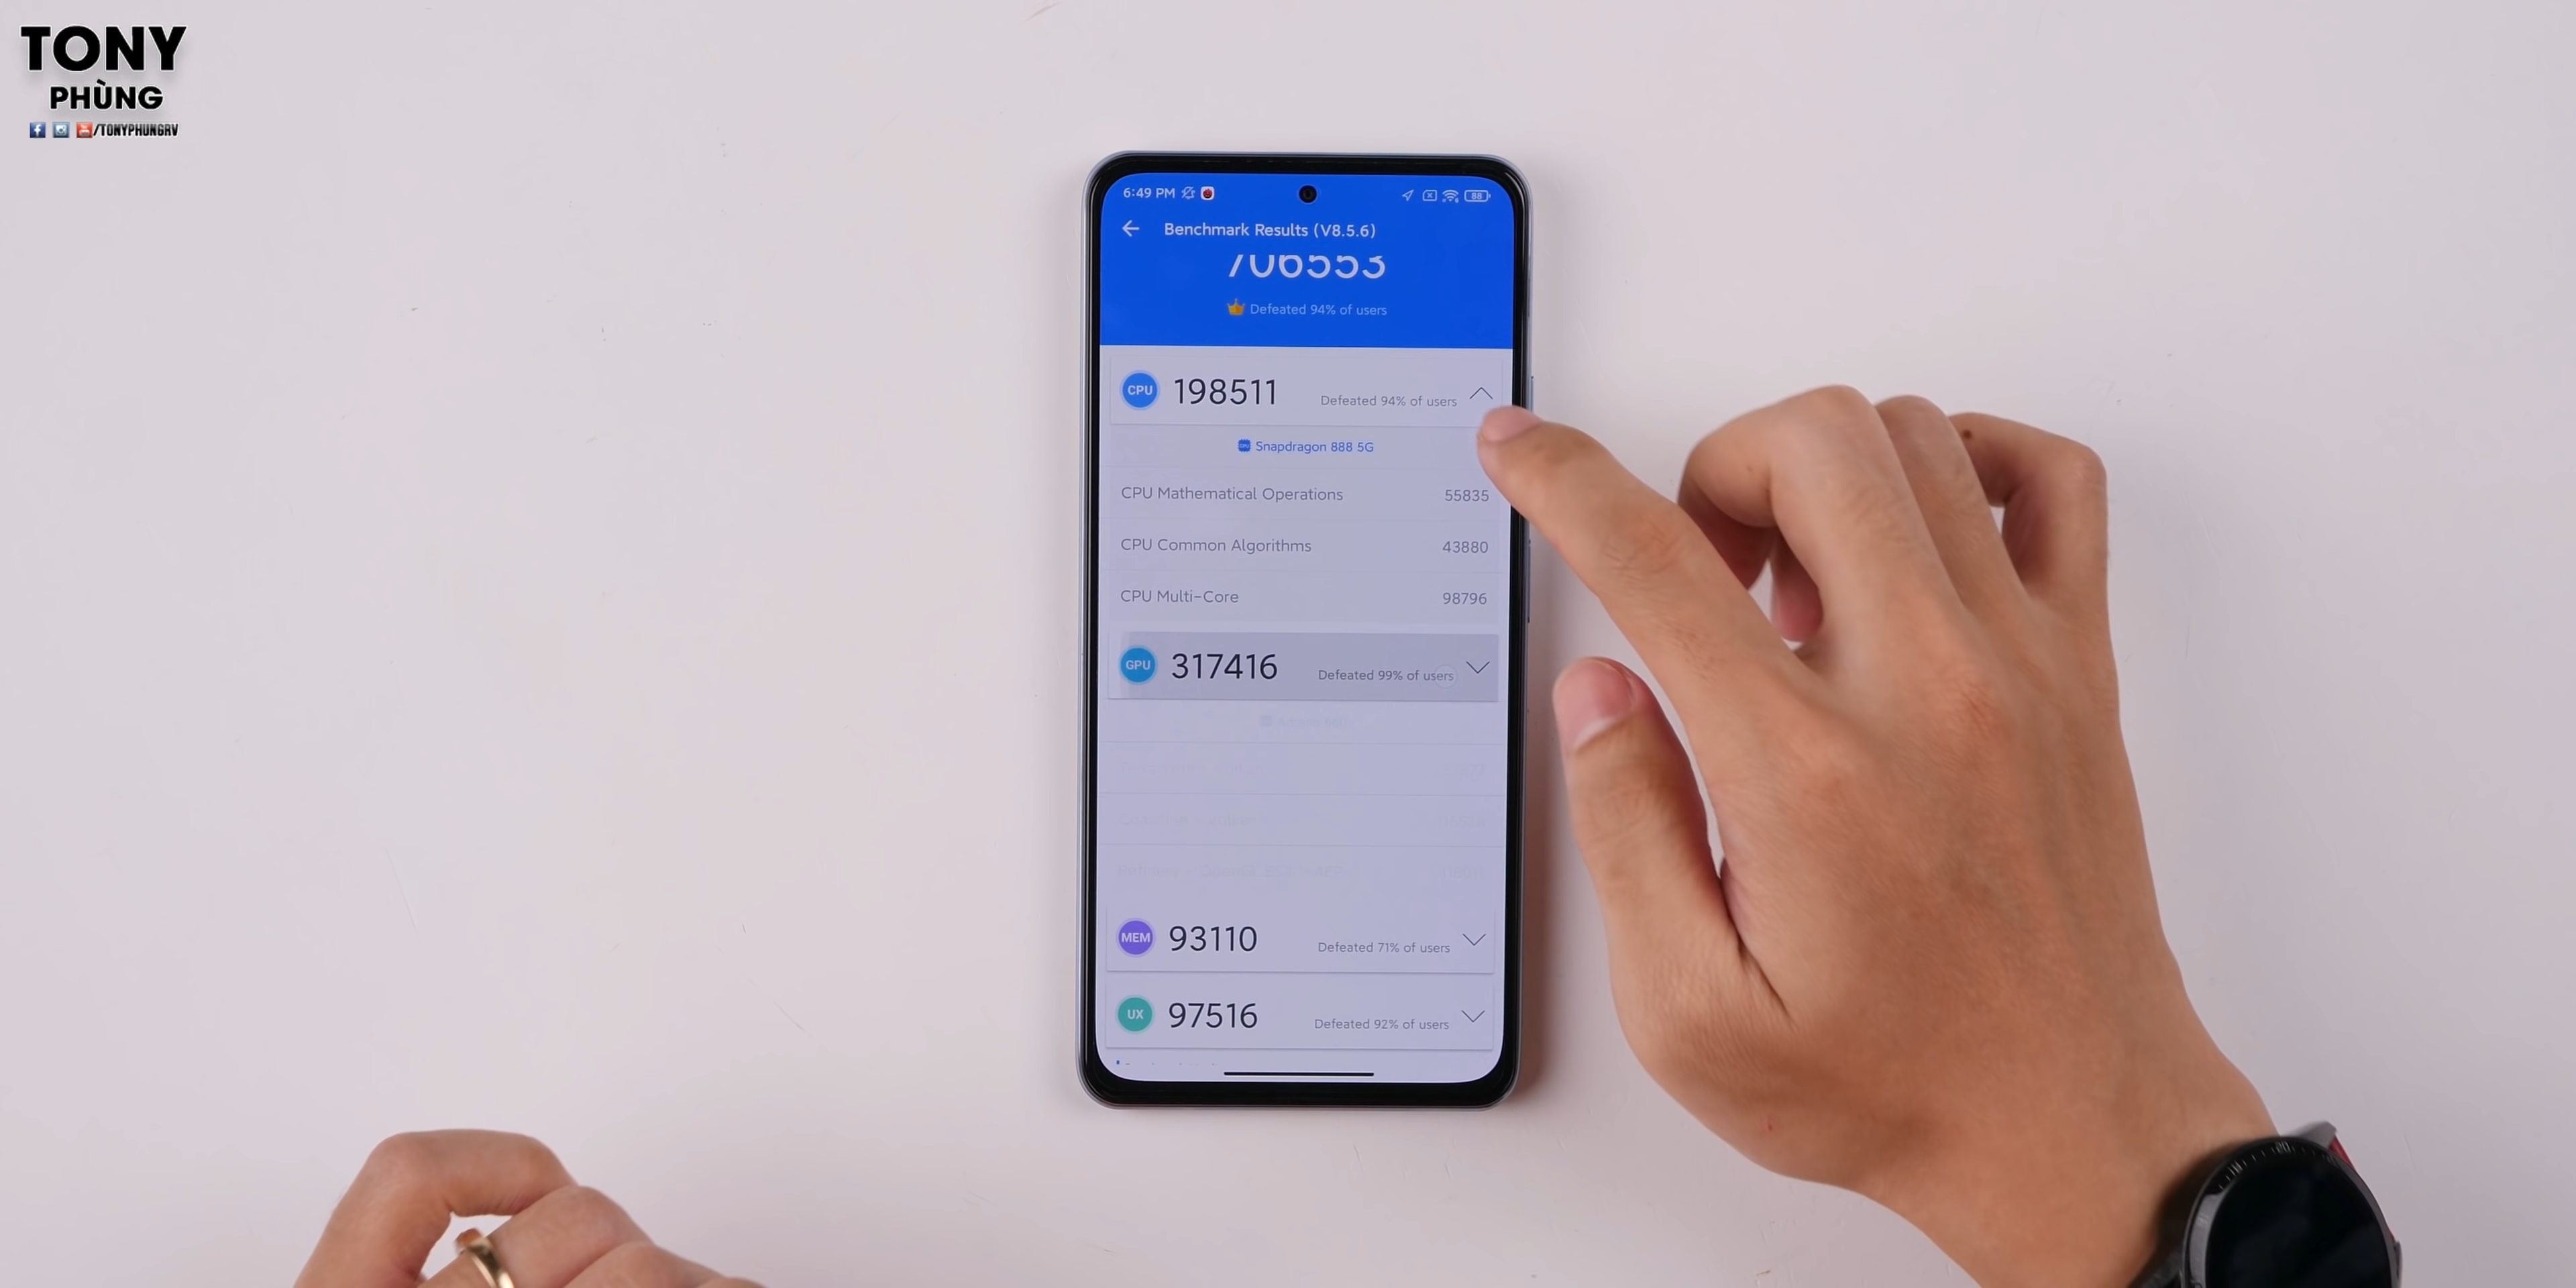 TONY
PHÙNG
/TONYPHUNGRV
6:49 PM
88
Benchmark Results (V8.5.6)
706553
Defeated 94% of users
CPU 198511 Defeated 94% of users
Snapdragon 888 5G
CPU Mathematical Operations 55835
CPU Common Algorithms 43880
CPU Multi-Core 98796
GPU 317416 Defeated 99% of users
MEM 93110 Defeated 71% of users
UX 97516 Defeated 92% of users